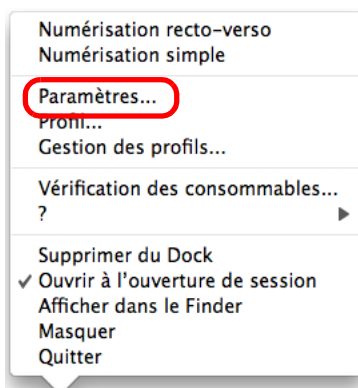 Numérisation recto-verso
Numérisation simple
Paramètres...
Profil...
Gestion des profils...
Vérification des consommables...
?
Supprimer du Dock
✓ Ouvrir à l'ouverture de session
Afficher dans le Finder
Masquer
Quitter